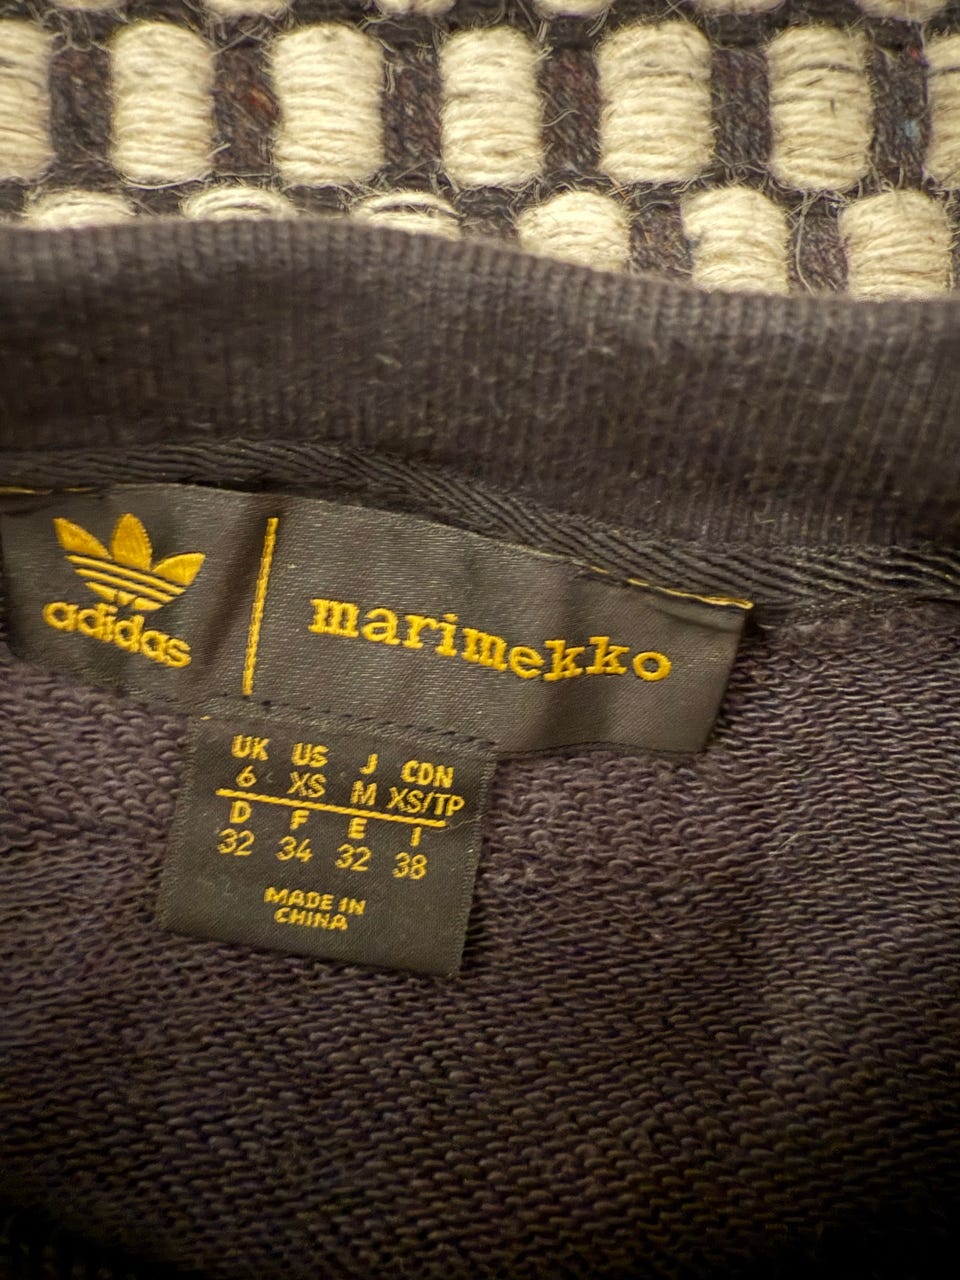 adidas
marimekko
UK US J CDN
6 XS M XS/TP
D F E I
32 34 32 38
MADE IN
CHINA